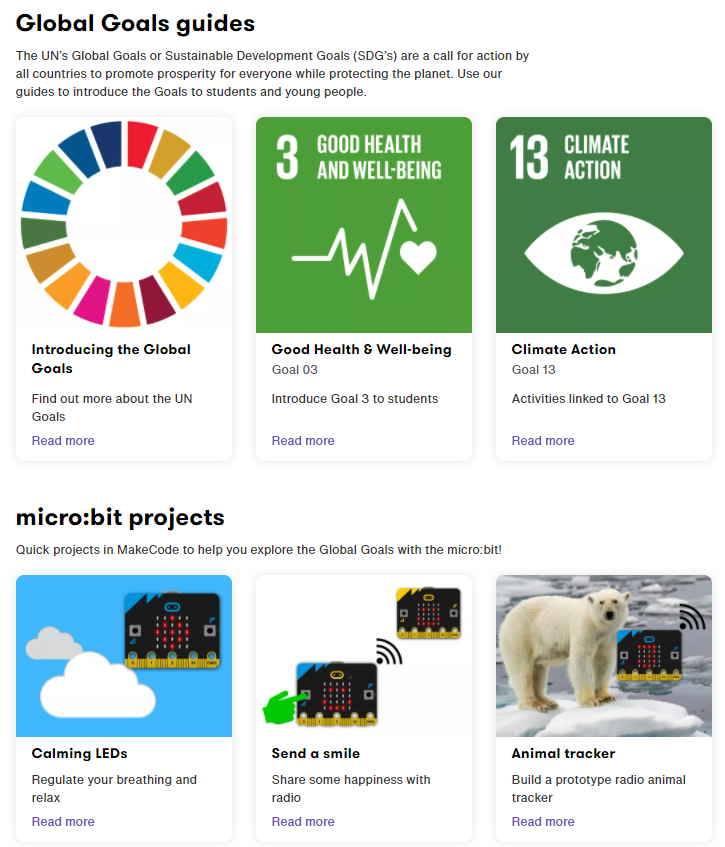 Global Goals guides
The UN's Global Goals or Sustainable Development Goals (SDG's) are a call for action by
all countries to promote prosperity for everyone while protecting the planet. Use our
guides to introduce the Goals to students and young people.
3 GOOD HEALTH
AND WELL-BEING
13 CLIMATE
ACTION
Introducing the Global
Goals
Find out more about the UN
Goals
Read more
Good Health & Well-being
Goal 03
Introduce Goal 3 to students
Read more
Climate Action
Goal 13
Activities linked to Goal 13
Read more
micro:bit projects
Quick projects in MakeCode to help you explore the Global Goals with the micro:bit!
Calming LEDs
Regulate your breathing and
relax
Read more
Send a smile
Share some happiness with
radio
Read more
Animal tracker
Build a prototype radio animal
tracker
Read more